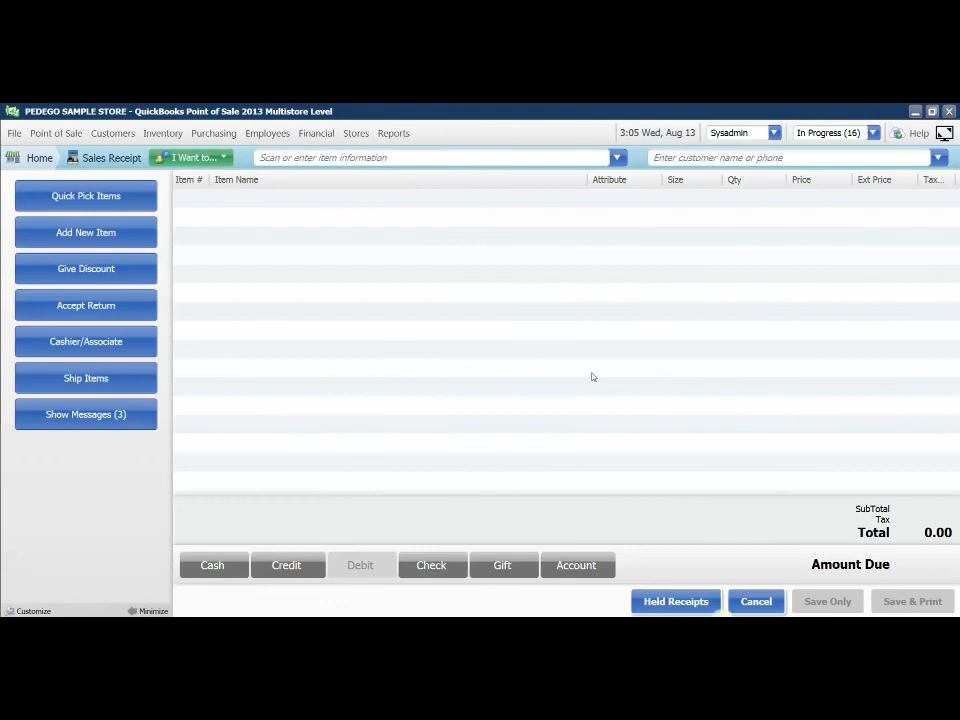 PEDEGO SAMPLE STORE - QuickBooks Point of Sale 2013 Multistore Level
File Point of Sale Customers Inventory Purchasing Employees Financial Stores Reports 3:05 Wed, Aug 13 Sysadmin In Progress (16) Help
Home Sales Receipt I Want to... Scan or enter item information Enter customer name or phone
Item # Item Name Attribute Size Qty Price Ext Price Tax...
Quick Pick Items
Add New Item
Give Discount
Accept Return
Cashier/Associate
Ship Items
Show Messages (3)
SubTotal
Tax
Total 0.00
Cash Credit Debit Check Gift Account Amount Due
Held Receipts Cancel Save Only Save & Print
Customize Minimize